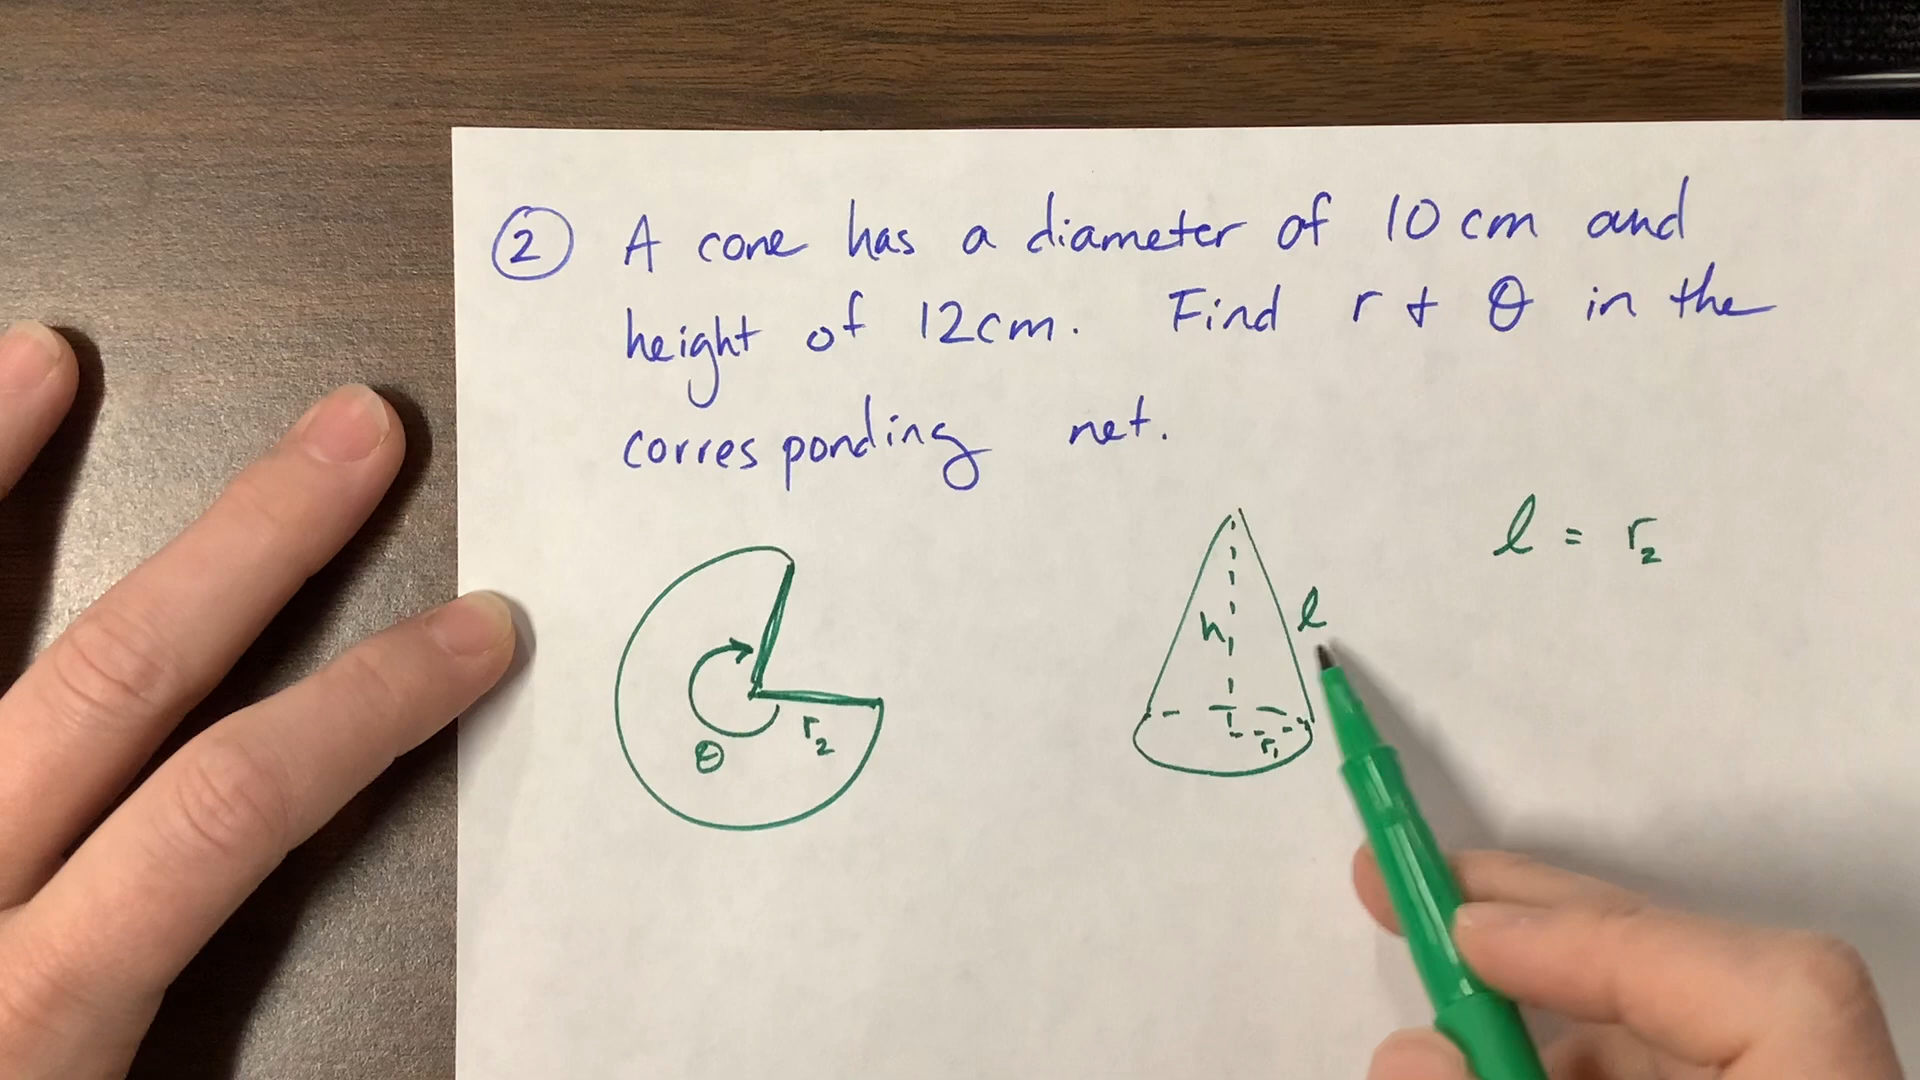 ② A cone has a diameter of 10 cm and
height of 12cm. Find r + θ in the
corresponding net.
l = r₂
h
l
r₁
θ
r₂